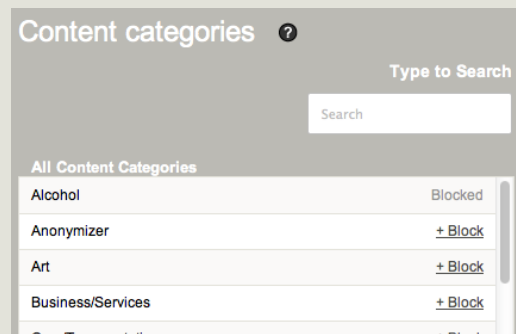 Content categories ?
Type to Search
Search
All Content Categories
Alcohol Blocked
Anonymizer + Block
Art + Block
Business/Services + Block